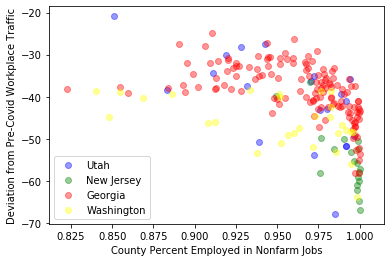 Deviation from Pre-Covid Workplace Traffic
−20
−30
−40
−50
−60
−70
Utah
New Jersey
Georgia
Washington
0.825 0.850 0.875 0.900 0.925 0.950 0.975 1.000
County Percent Employed in Nonfarm Jobs